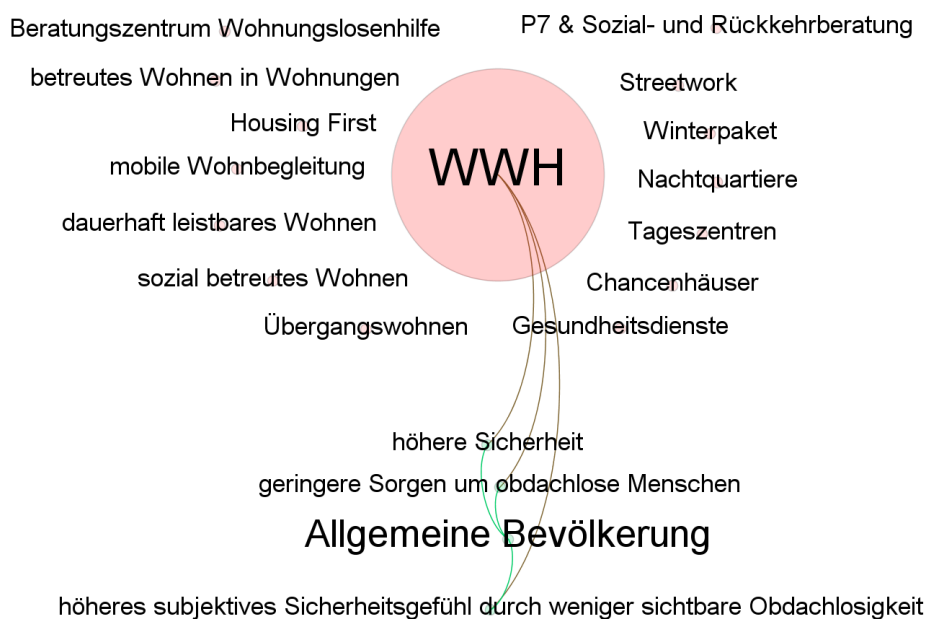 Beratungszentrum Wohnungslosenhilfe
P7 & Sozial- und Rückkehrberatung
betreutes Wohnen in Wohnungen
Streetwork
Housing First
Winterpaket
mobile Wohnbegleitung
WWH
Nachtquartiere
dauerhaft leistbares Wohnen
Tageszentren
sozial betreutes Wohnen
Chancenhäuser
Übergangswohnen
Gesundheitsdienste
höhere Sicherheit
geringere Sorgen um obdachlose Menschen
Allgemeine Bevölkerung
höheres subjektives Sicherheitsgefühl durch weniger sichtbare Obdachlosigkeit